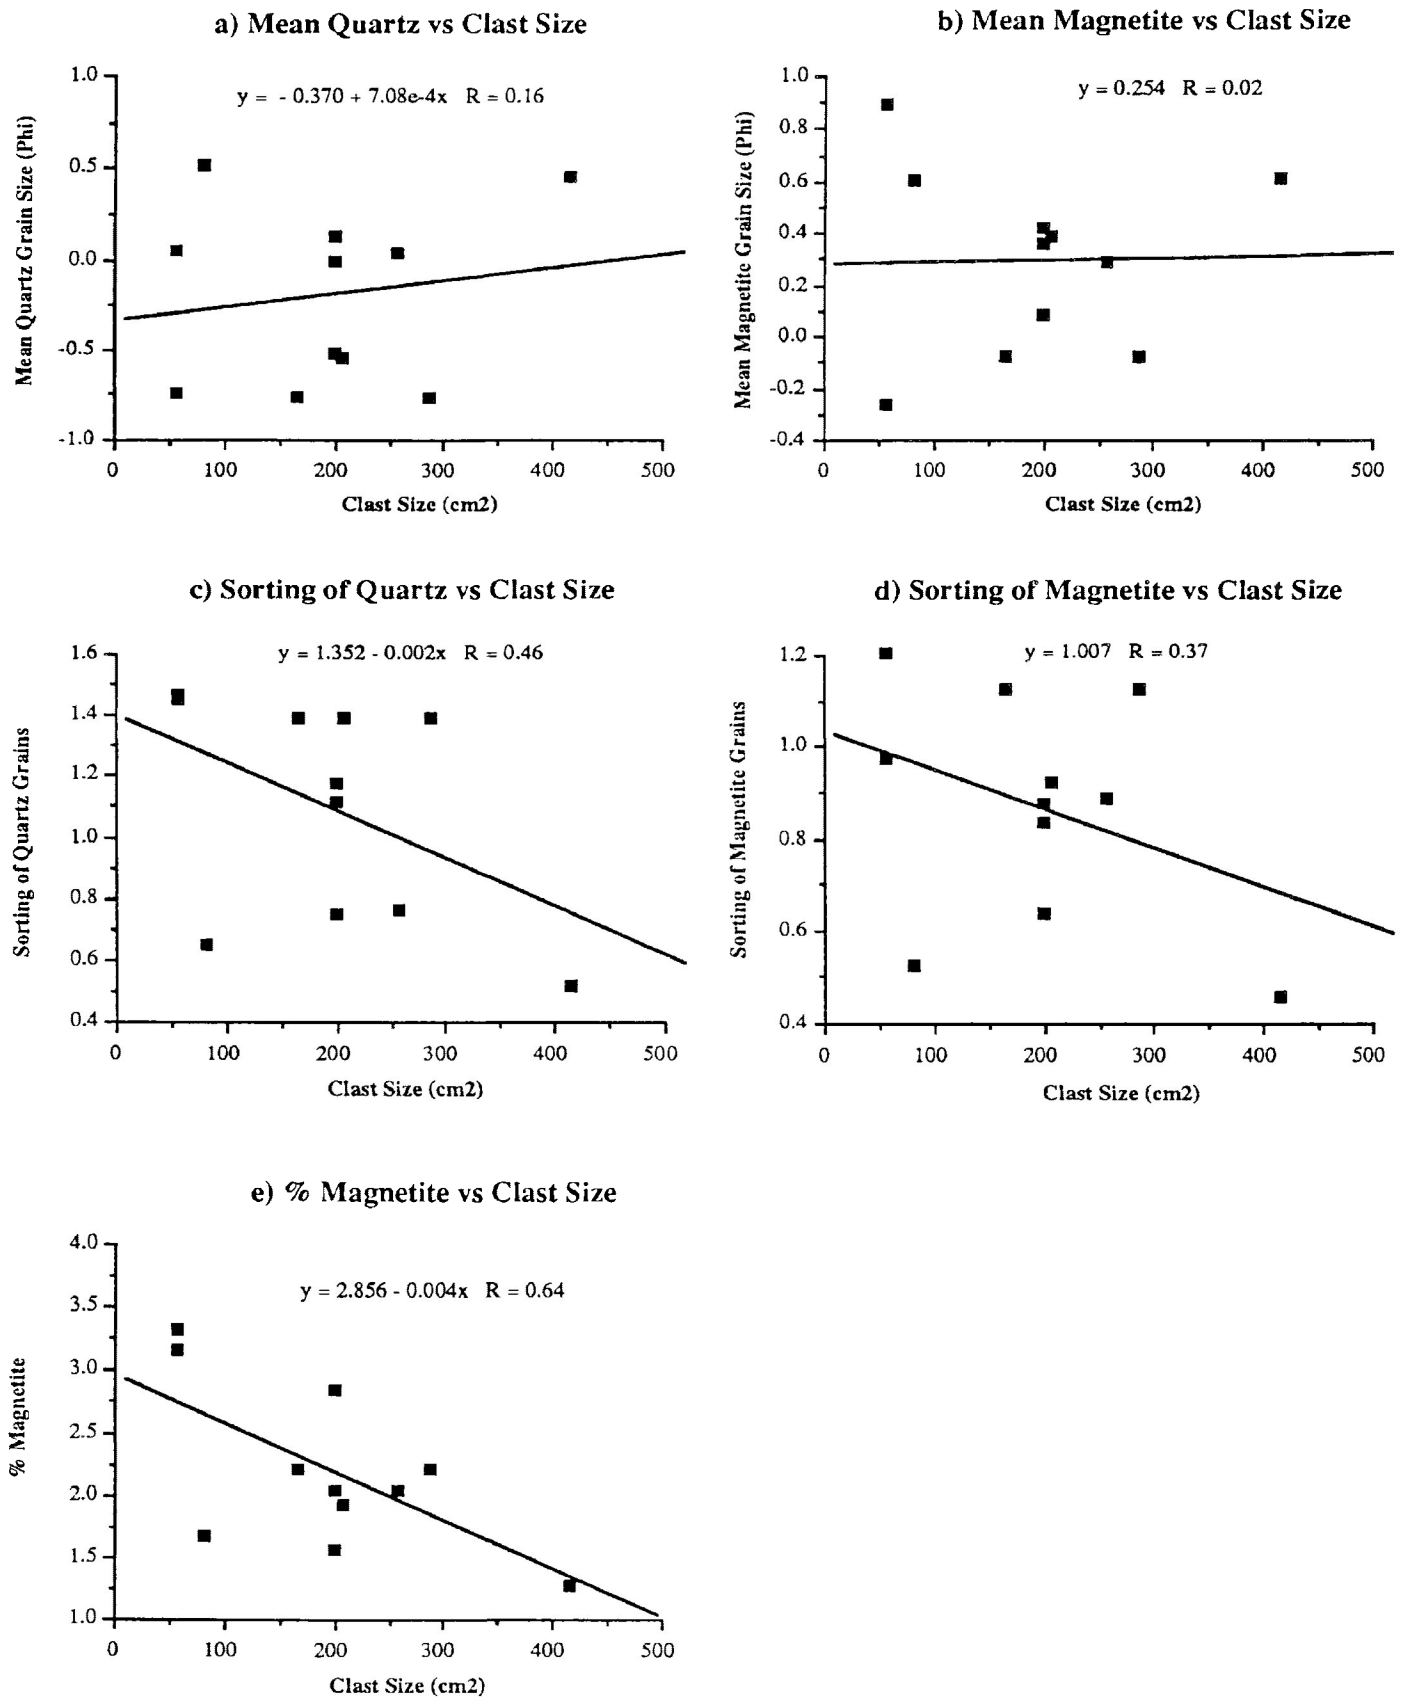 a) Mean Quartz vs Clast Size
y = - 0.370 + 7.08e-4x R = 0.16
Mean Quartz Grain Size (Phi)
1.0
0.5
0.0
-0.5
-1.0
0 100 200 300 400 500
Clast Size (cm2)
b) Mean Magnetite vs Clast Size
y = 0.254 R = 0.02
Mean Magnetite Grain Size (Phi)
1.0
0.8
0.6
0.4
0.2
0.0
-0.2
-0.4
0 100 200 300 400 500
Clast Size (cm2)
c) Sorting of Quartz vs Clast Size
y = 1.352 - 0.002x R = 0.46
Sorting of Quartz Grains
1.6
1.4
1.2
1.0
0.8
0.6
0.4
0 100 200 300 400 500
Clast Size (cm2)
d) Sorting of Magnetite vs Clast Size
y = 1.007 R = 0.37
Sorting of Magnetite Grains
1.2
1.0
0.8
0.6
0.4
0 100 200 300 400 500
Clast Size (cm2)
e) % Magnetite vs Clast Size
y = 2.856 - 0.004x R = 0.64
% Magnetite
4.0
3.5
3.0
2.5
2.0
1.5
1.0
0 100 200 300 400 500
Clast Size (cm2)